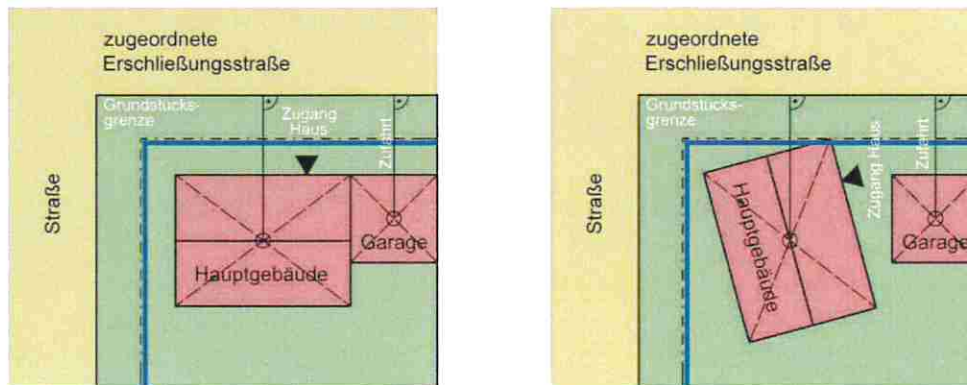 zugeordnete
Erschließungsstraße
Grundstücks-
grenze
Zugang
Haus
Zufahrt
Straße
Garage
Hauptgebäude
zugeordnete
Erschließungsstraße
Grundstücks-
grenze
Zugang Haus
Zufahrt
Straße
Hauptgebäude
Garage